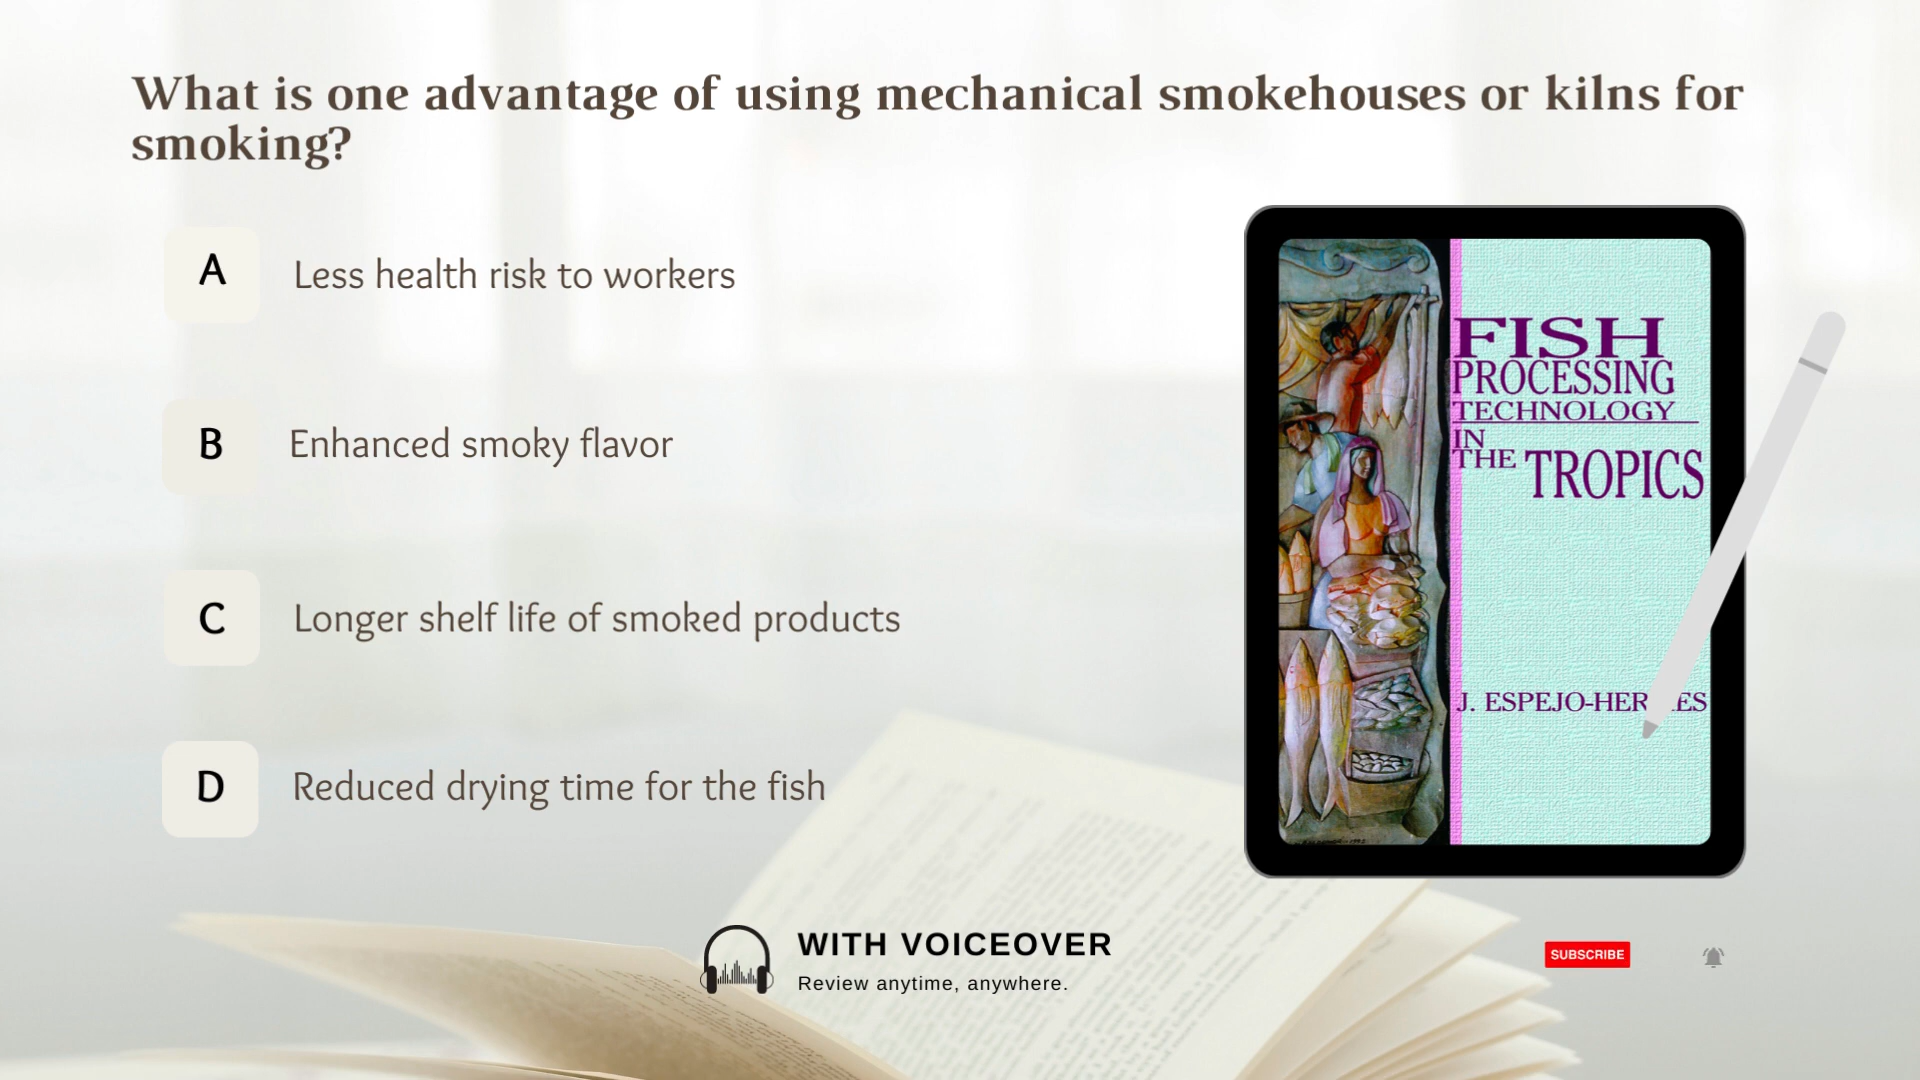 What is one advantage of using mechanical smokehouses or kilns for
smoking?
A
Less health risk to workers
B
Enhanced smoky flavor
C
Longer shelf life of smoked products
D
Reduced drying time for the fish
FISH
PROCESSING
TECHNOLOGY
IN
THE TROPICS
J.
WITH VOICEOVER
Review anytime, anywhere.
SUBSCRIBE